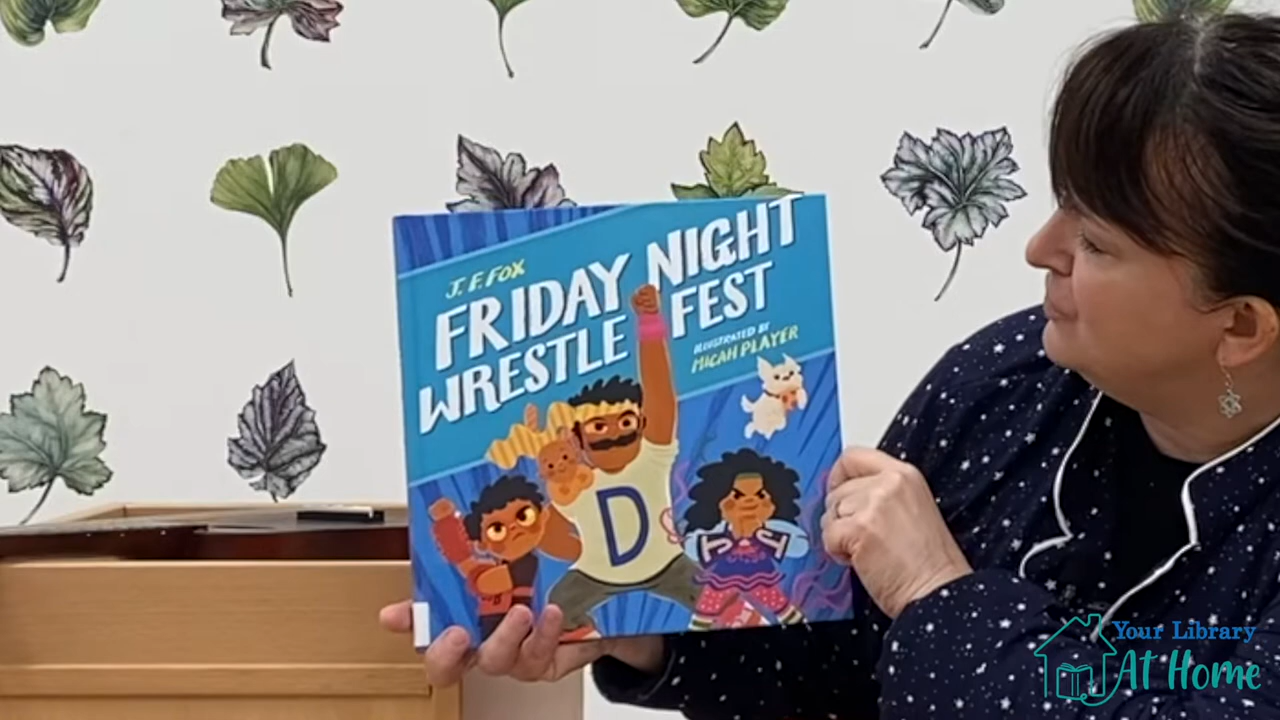 J. F. FOX
FRIDAY NIGHT
WRESTLE FEST
ILLUSTRATED BY
MICAH PLAYER
D
Your Library
At Home